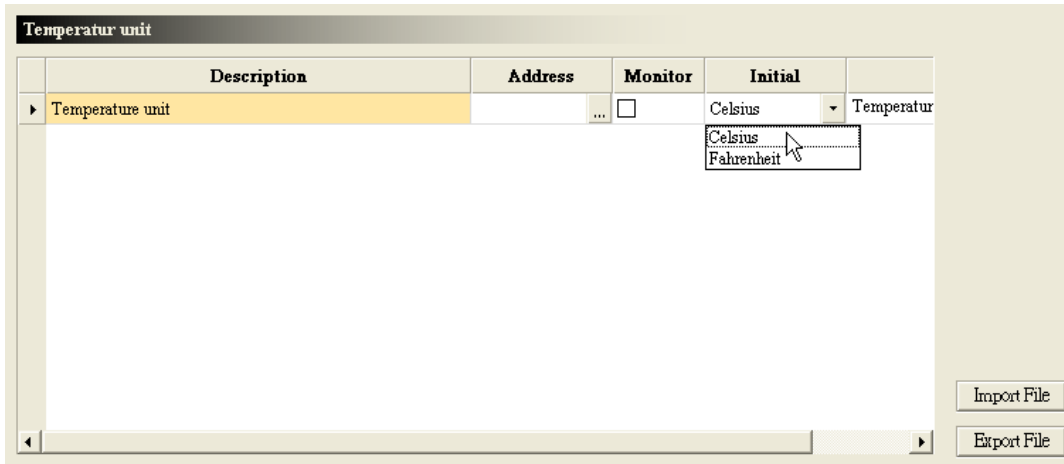 Temperatur unit
Description Address Monitor Initial
Temperature unit ... Celsius Temperatur
Celsius
Fahrenheit
Import File
Export File